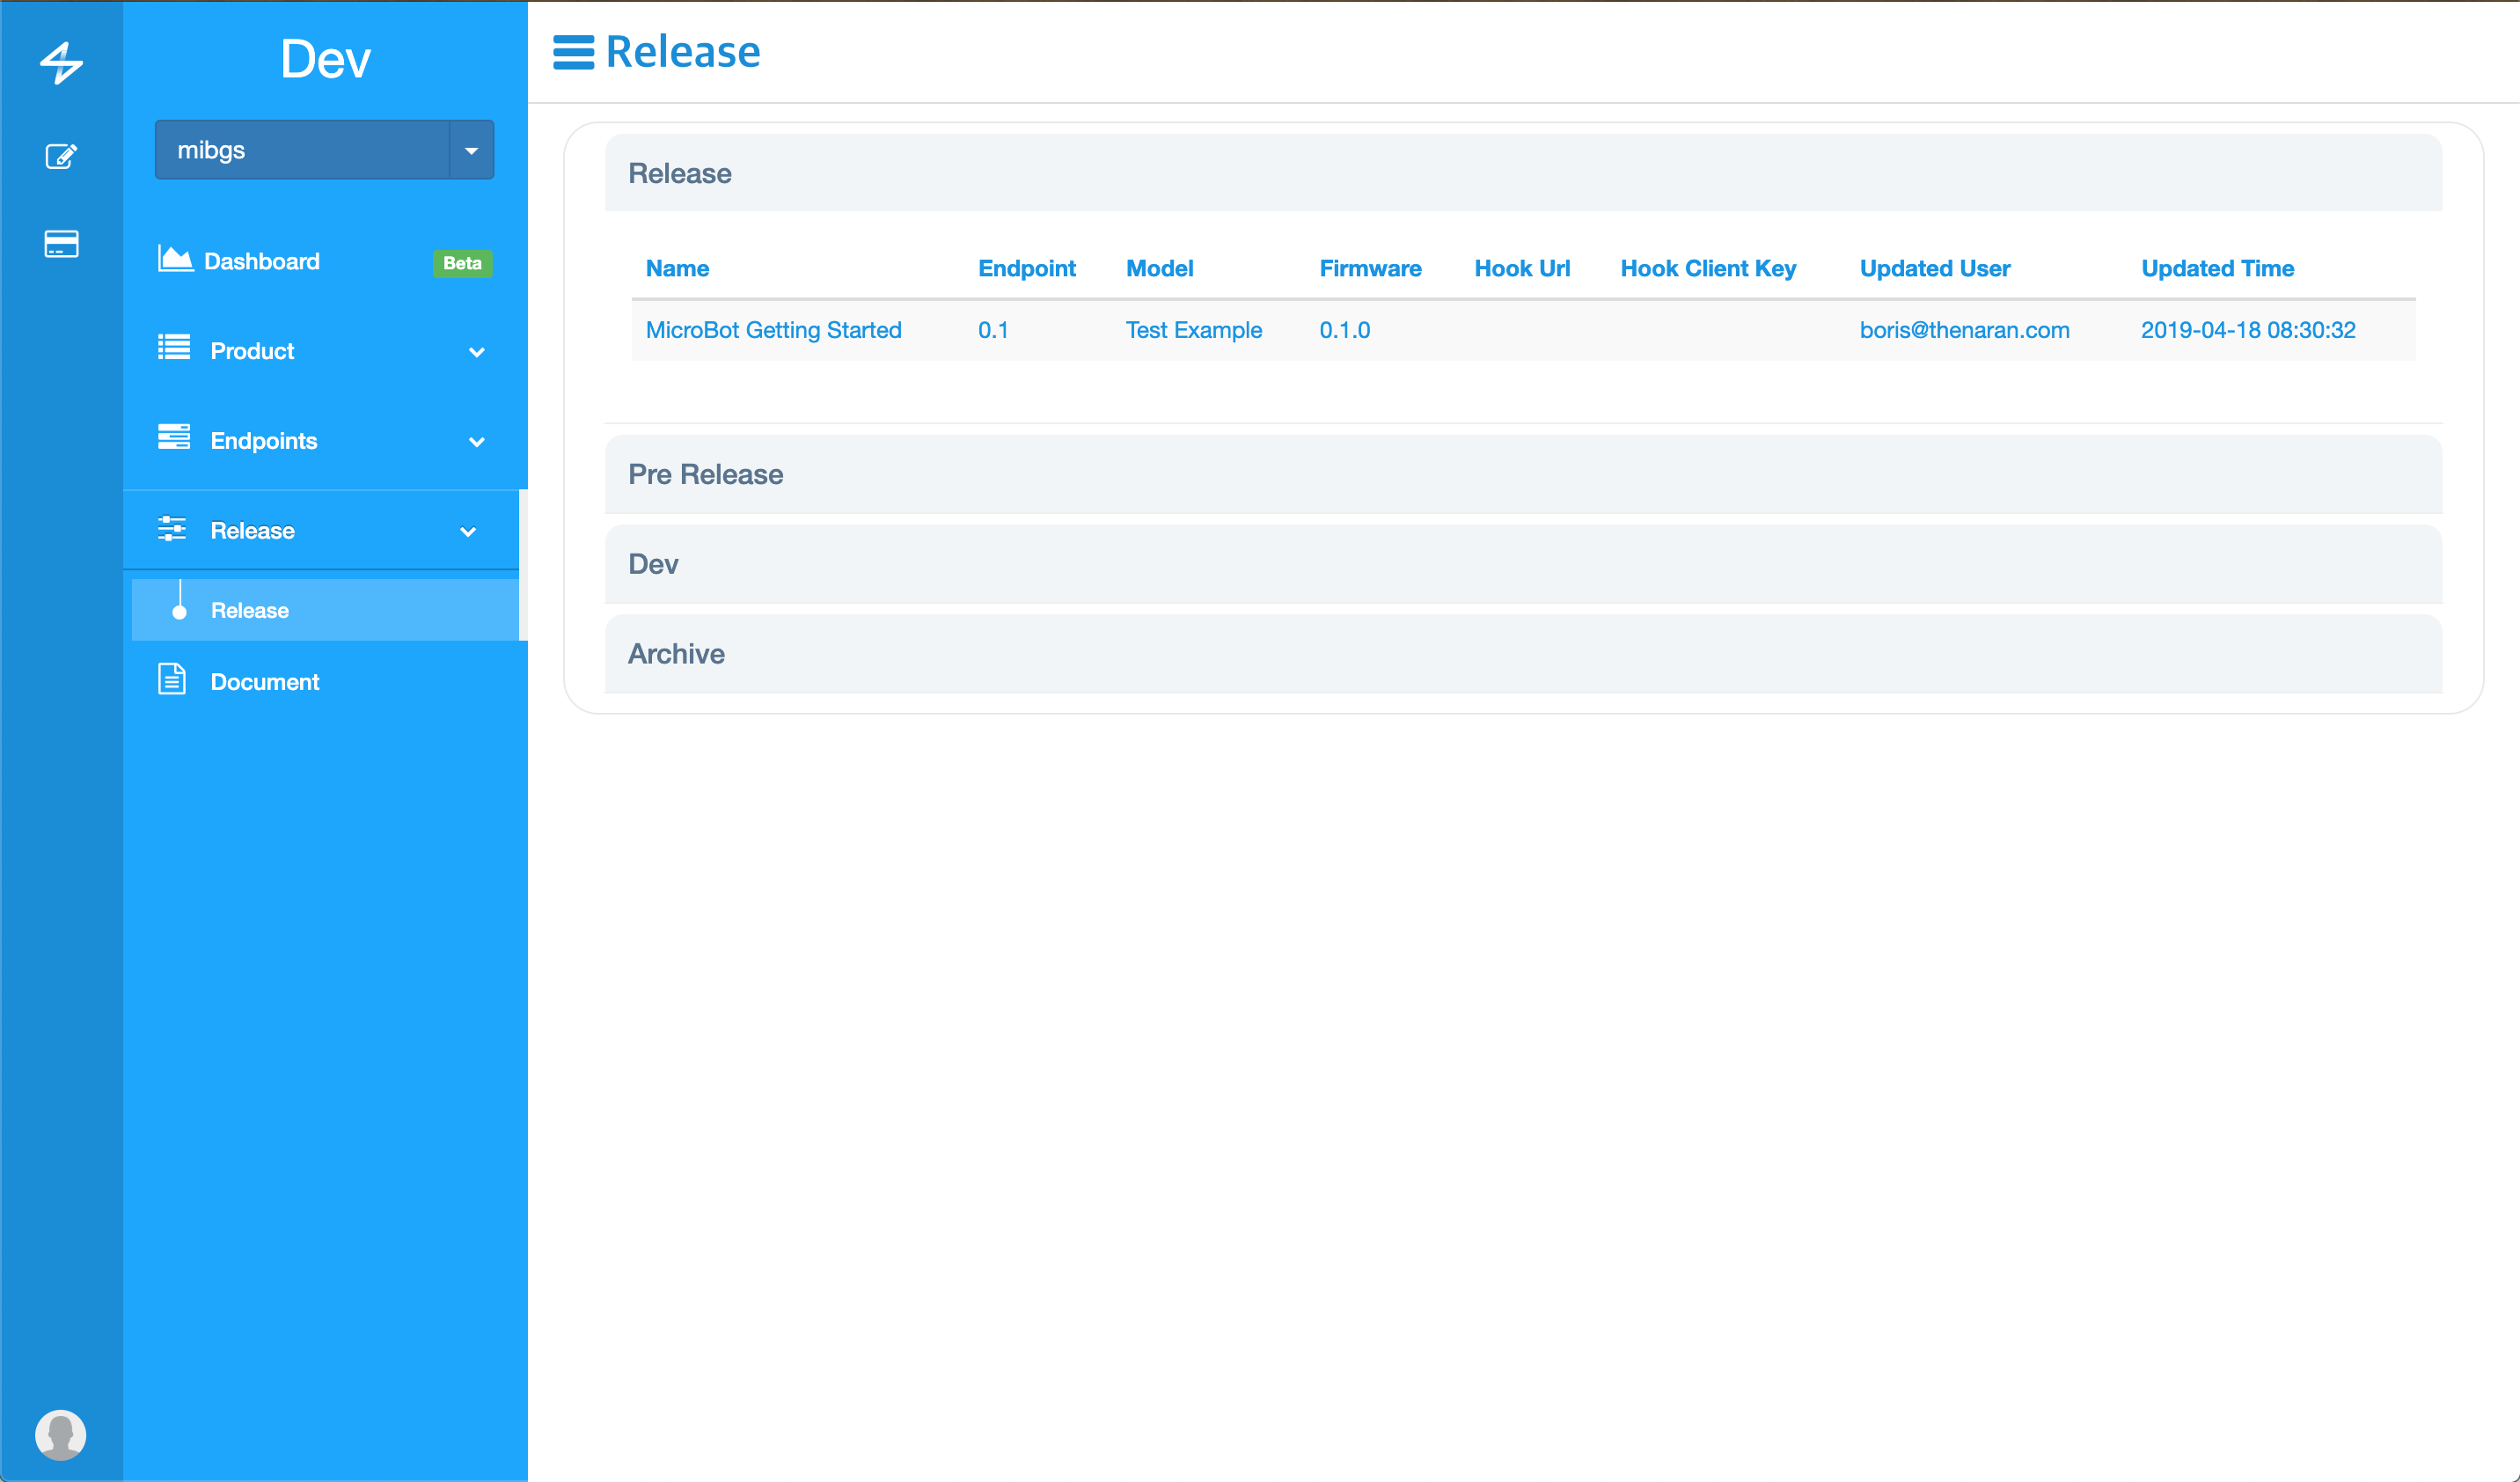 Dev
mibgs
Dashboard Beta
Product
Endpoints
Release
Release
Document
Release
Release
Name Endpoint Model Firmware Hook Url Hook Client Key Updated User Updated Time
MicroBot Getting Started 0.1 Test Example 0.1.0 boris@thenaran.com 2019-04-18 08:30:32
Pre Release
Dev
Archive